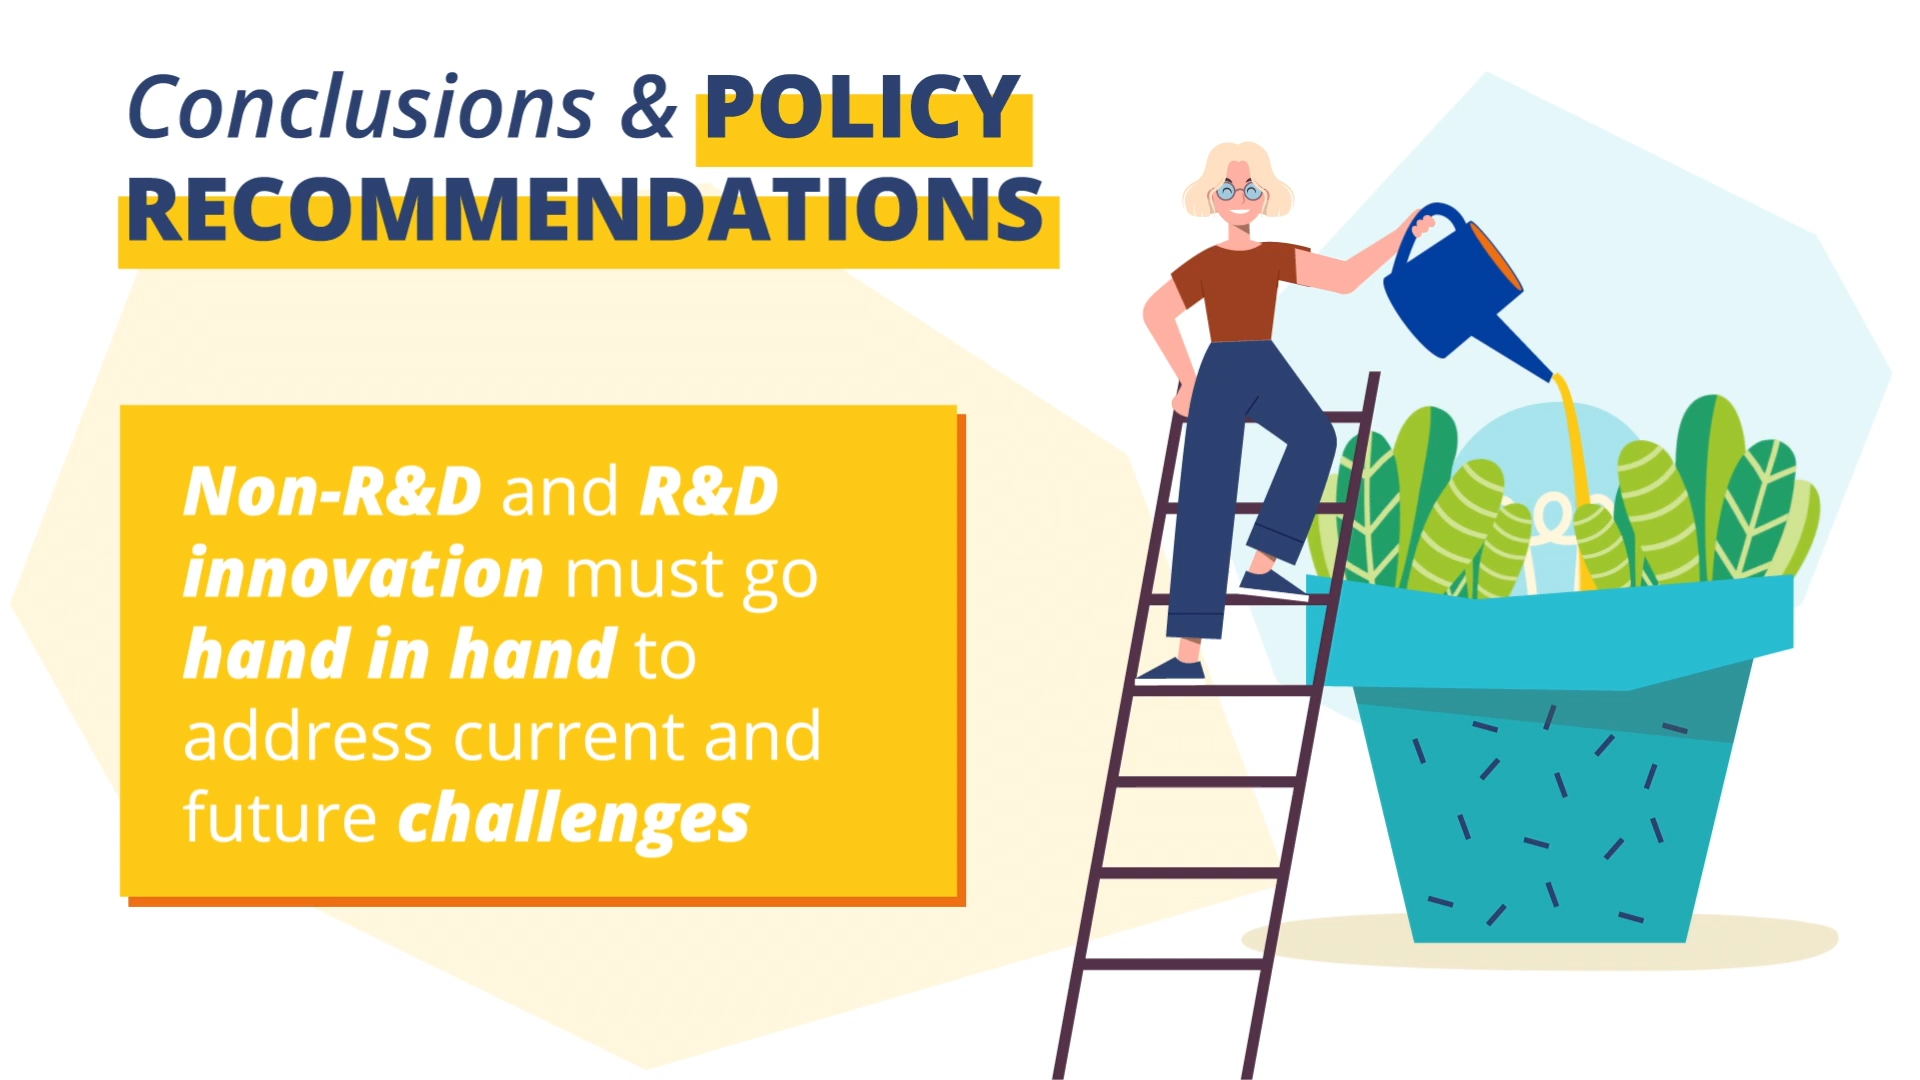 Conclusions & POLICY
RECOMMENDATIONS
Non-R&D and R&D
innovation must go
hand in hand to
address current and
future challenges